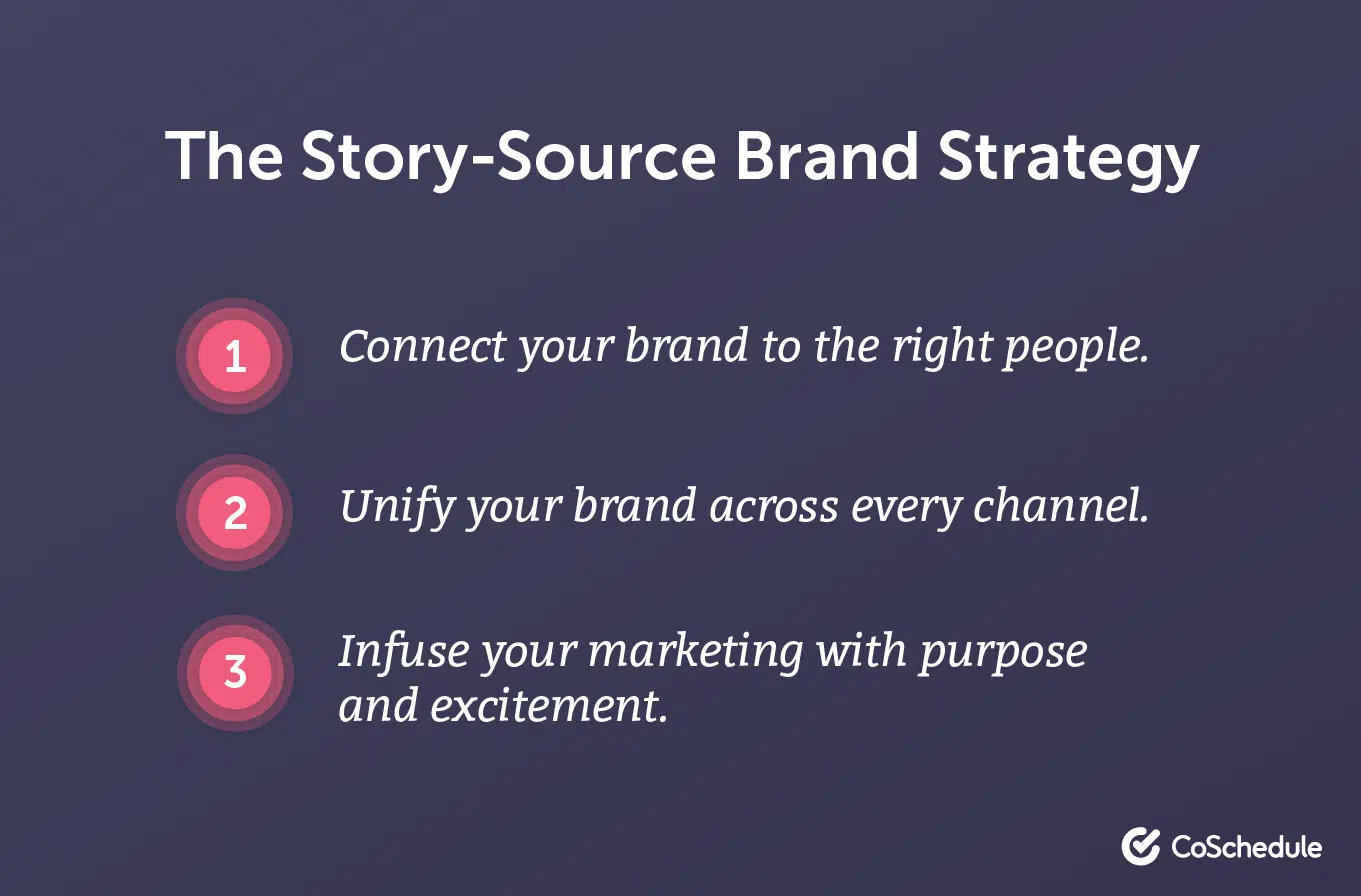 The Story-Source Brand Strategy
1
Connect your brand to the right people.
2
Unify your brand across every channel.
3
Infuse your marketing with purpose
and excitement.
CoSchedule